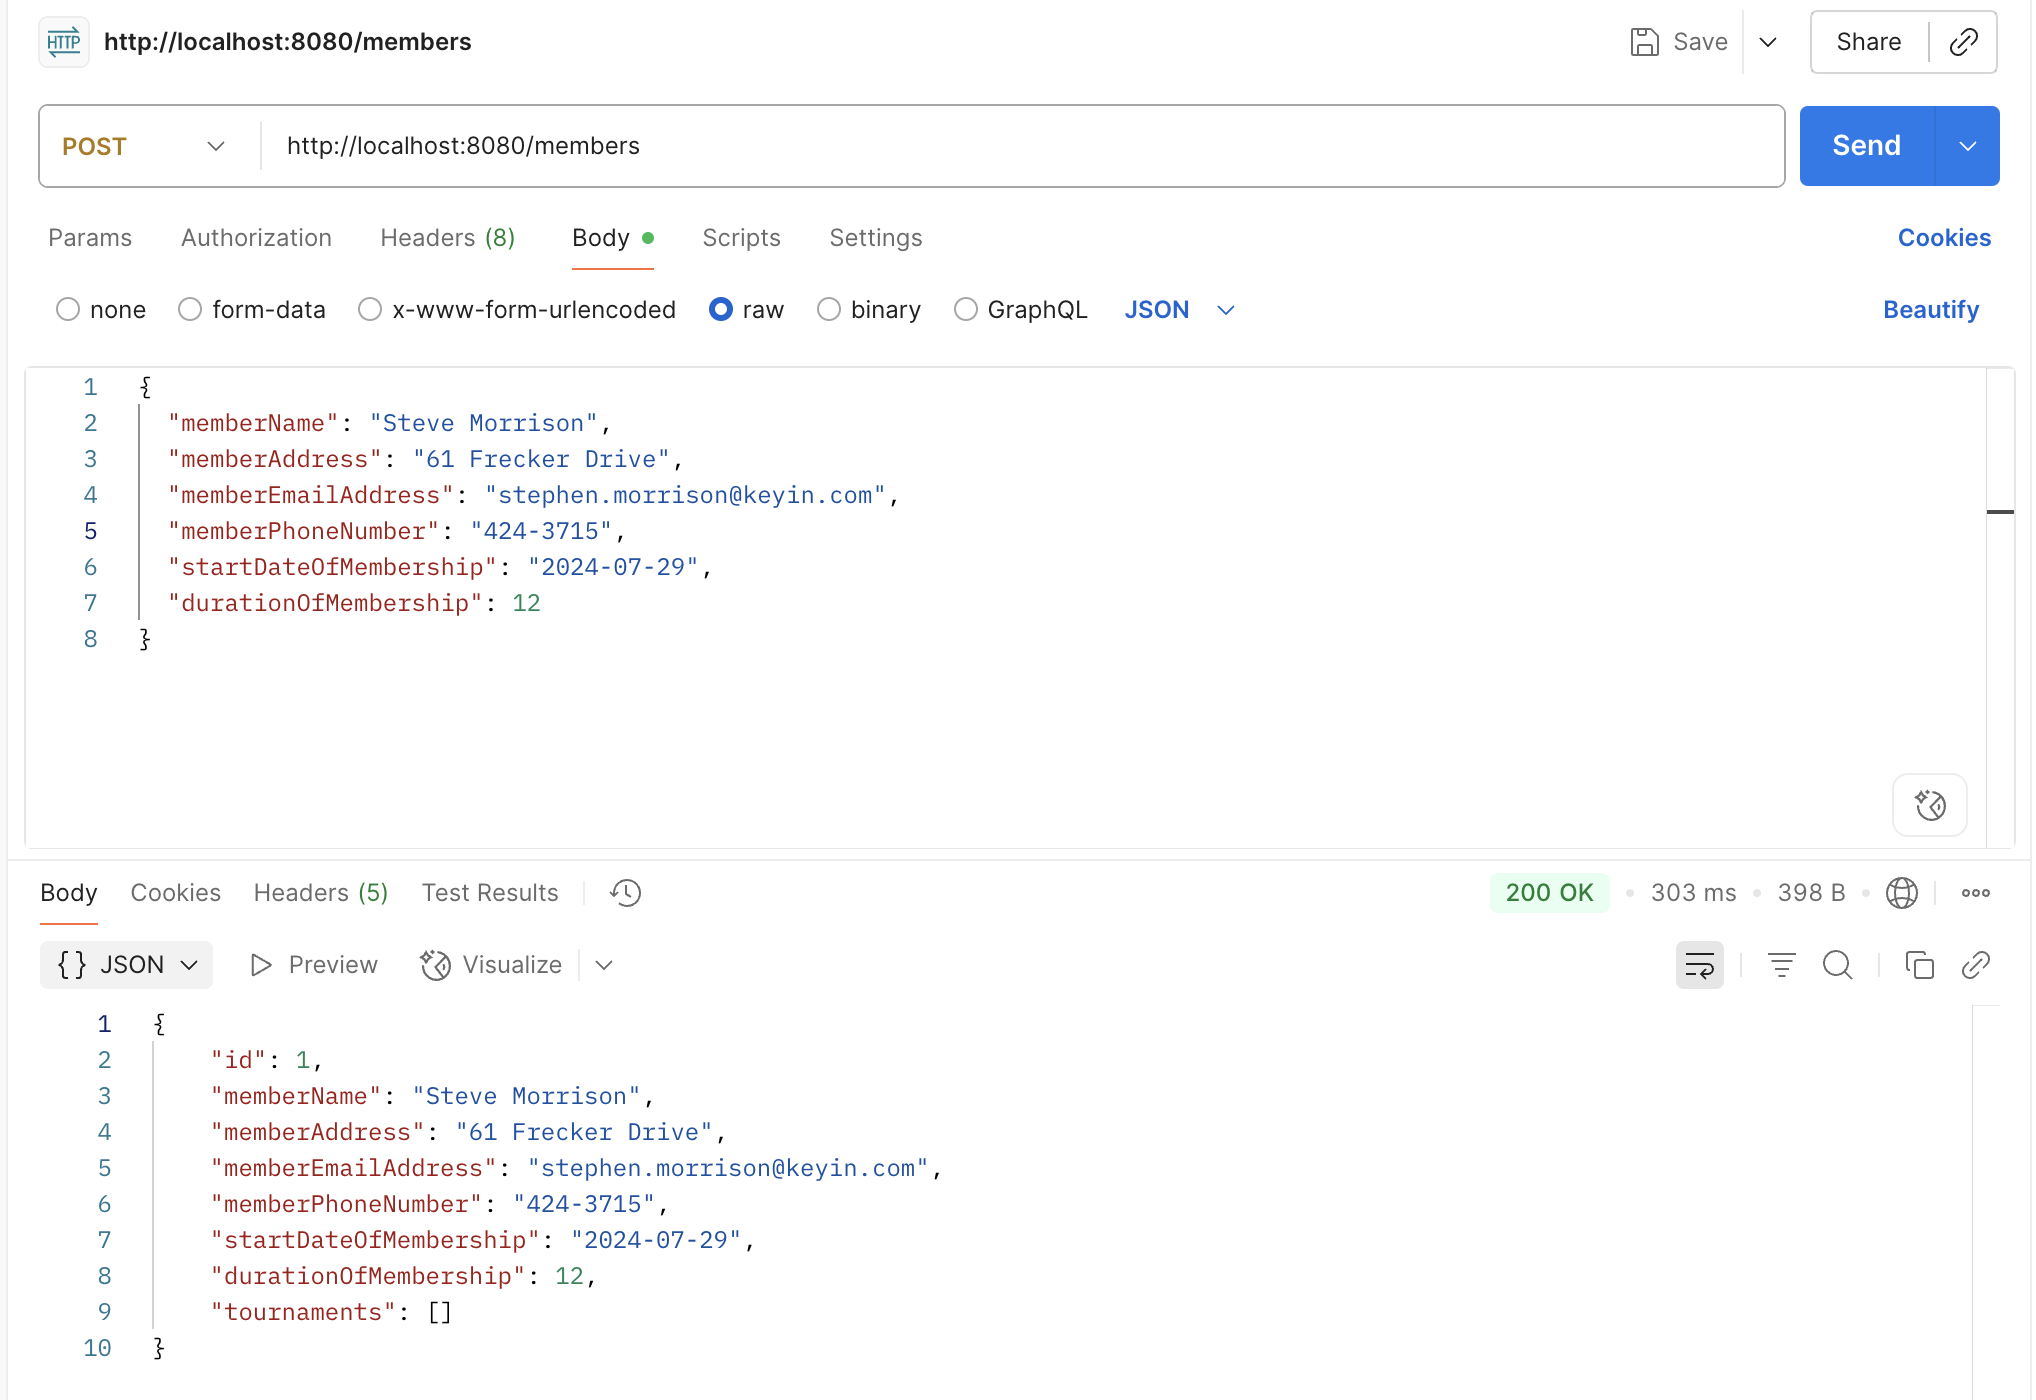 HTTP http://localhost:8080/members Save Share
POST http://localhost:8080/members Send
Params Authorization Headers (8) Body Scripts Settings Cookies
none form-data x-www-form-urlencoded raw binary GraphQL JSON Beautify
1 {
2 "memberName": "Steve Morrison",
3 "memberAddress": "61 Frecker Drive",
4 "memberEmailAddress": "stephen.morrison@keyin.com",
5 "memberPhoneNumber": "424-3715",
6 "startDateOfMembership": "2024-07-29",
7 "durationOfMembership": 12
8 }
Body Cookies Headers (5) Test Results 200 OK • 303 ms • 398 B •
{} JSON Preview Visualize
1 {
2 "id": 1,
3 "memberName": "Steve Morrison",
4 "memberAddress": "61 Frecker Drive",
5 "memberEmailAddress": "stephen.morrison@keyin.com",
6 "memberPhoneNumber": "424-3715",
7 "startDateOfMembership": "2024-07-29",
8 "durationOfMembership": 12,
9 "tournaments": []
10 }